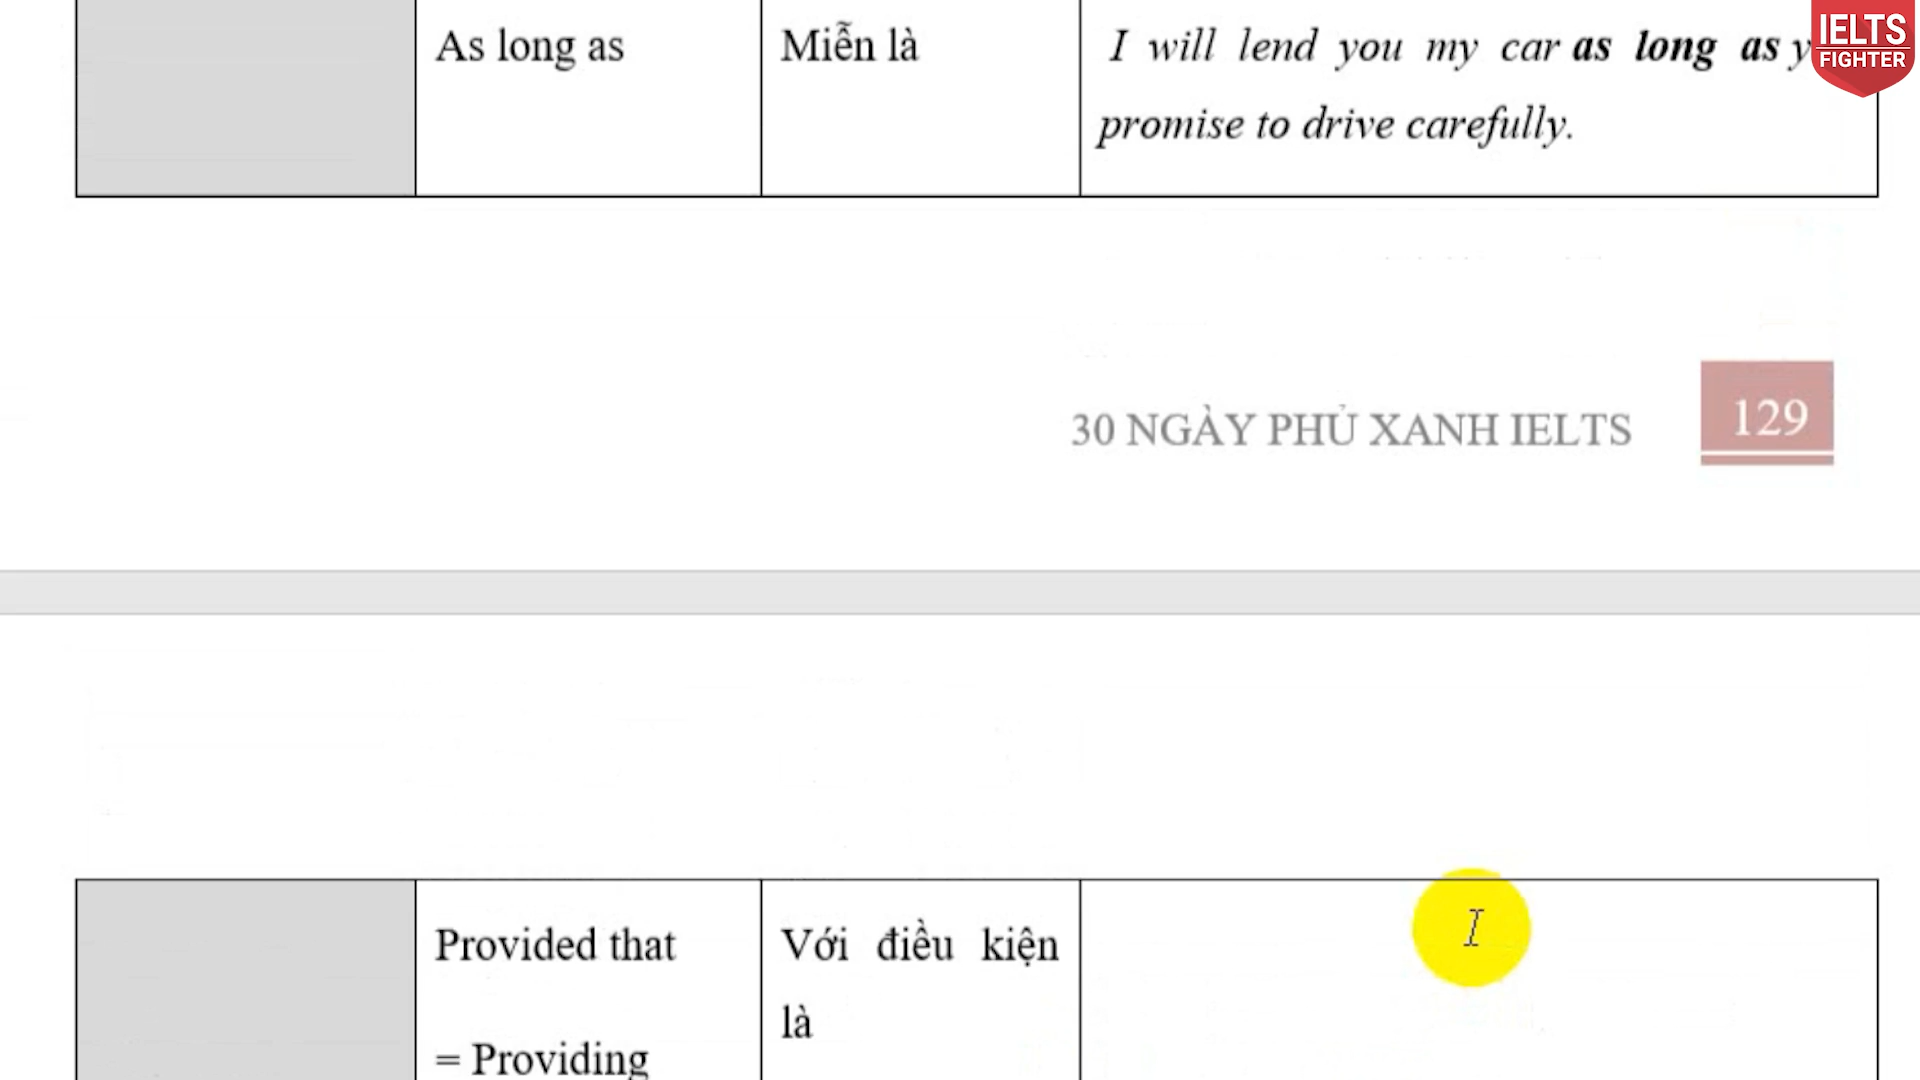 As long as
Miễn là
I will lend you my car as long as
promise to drive carefully.
IELTS
FIGHTER
30 NGÀY PHỦ XANH IELTS
129
Provided that
= Providing
Với điều kiện
là